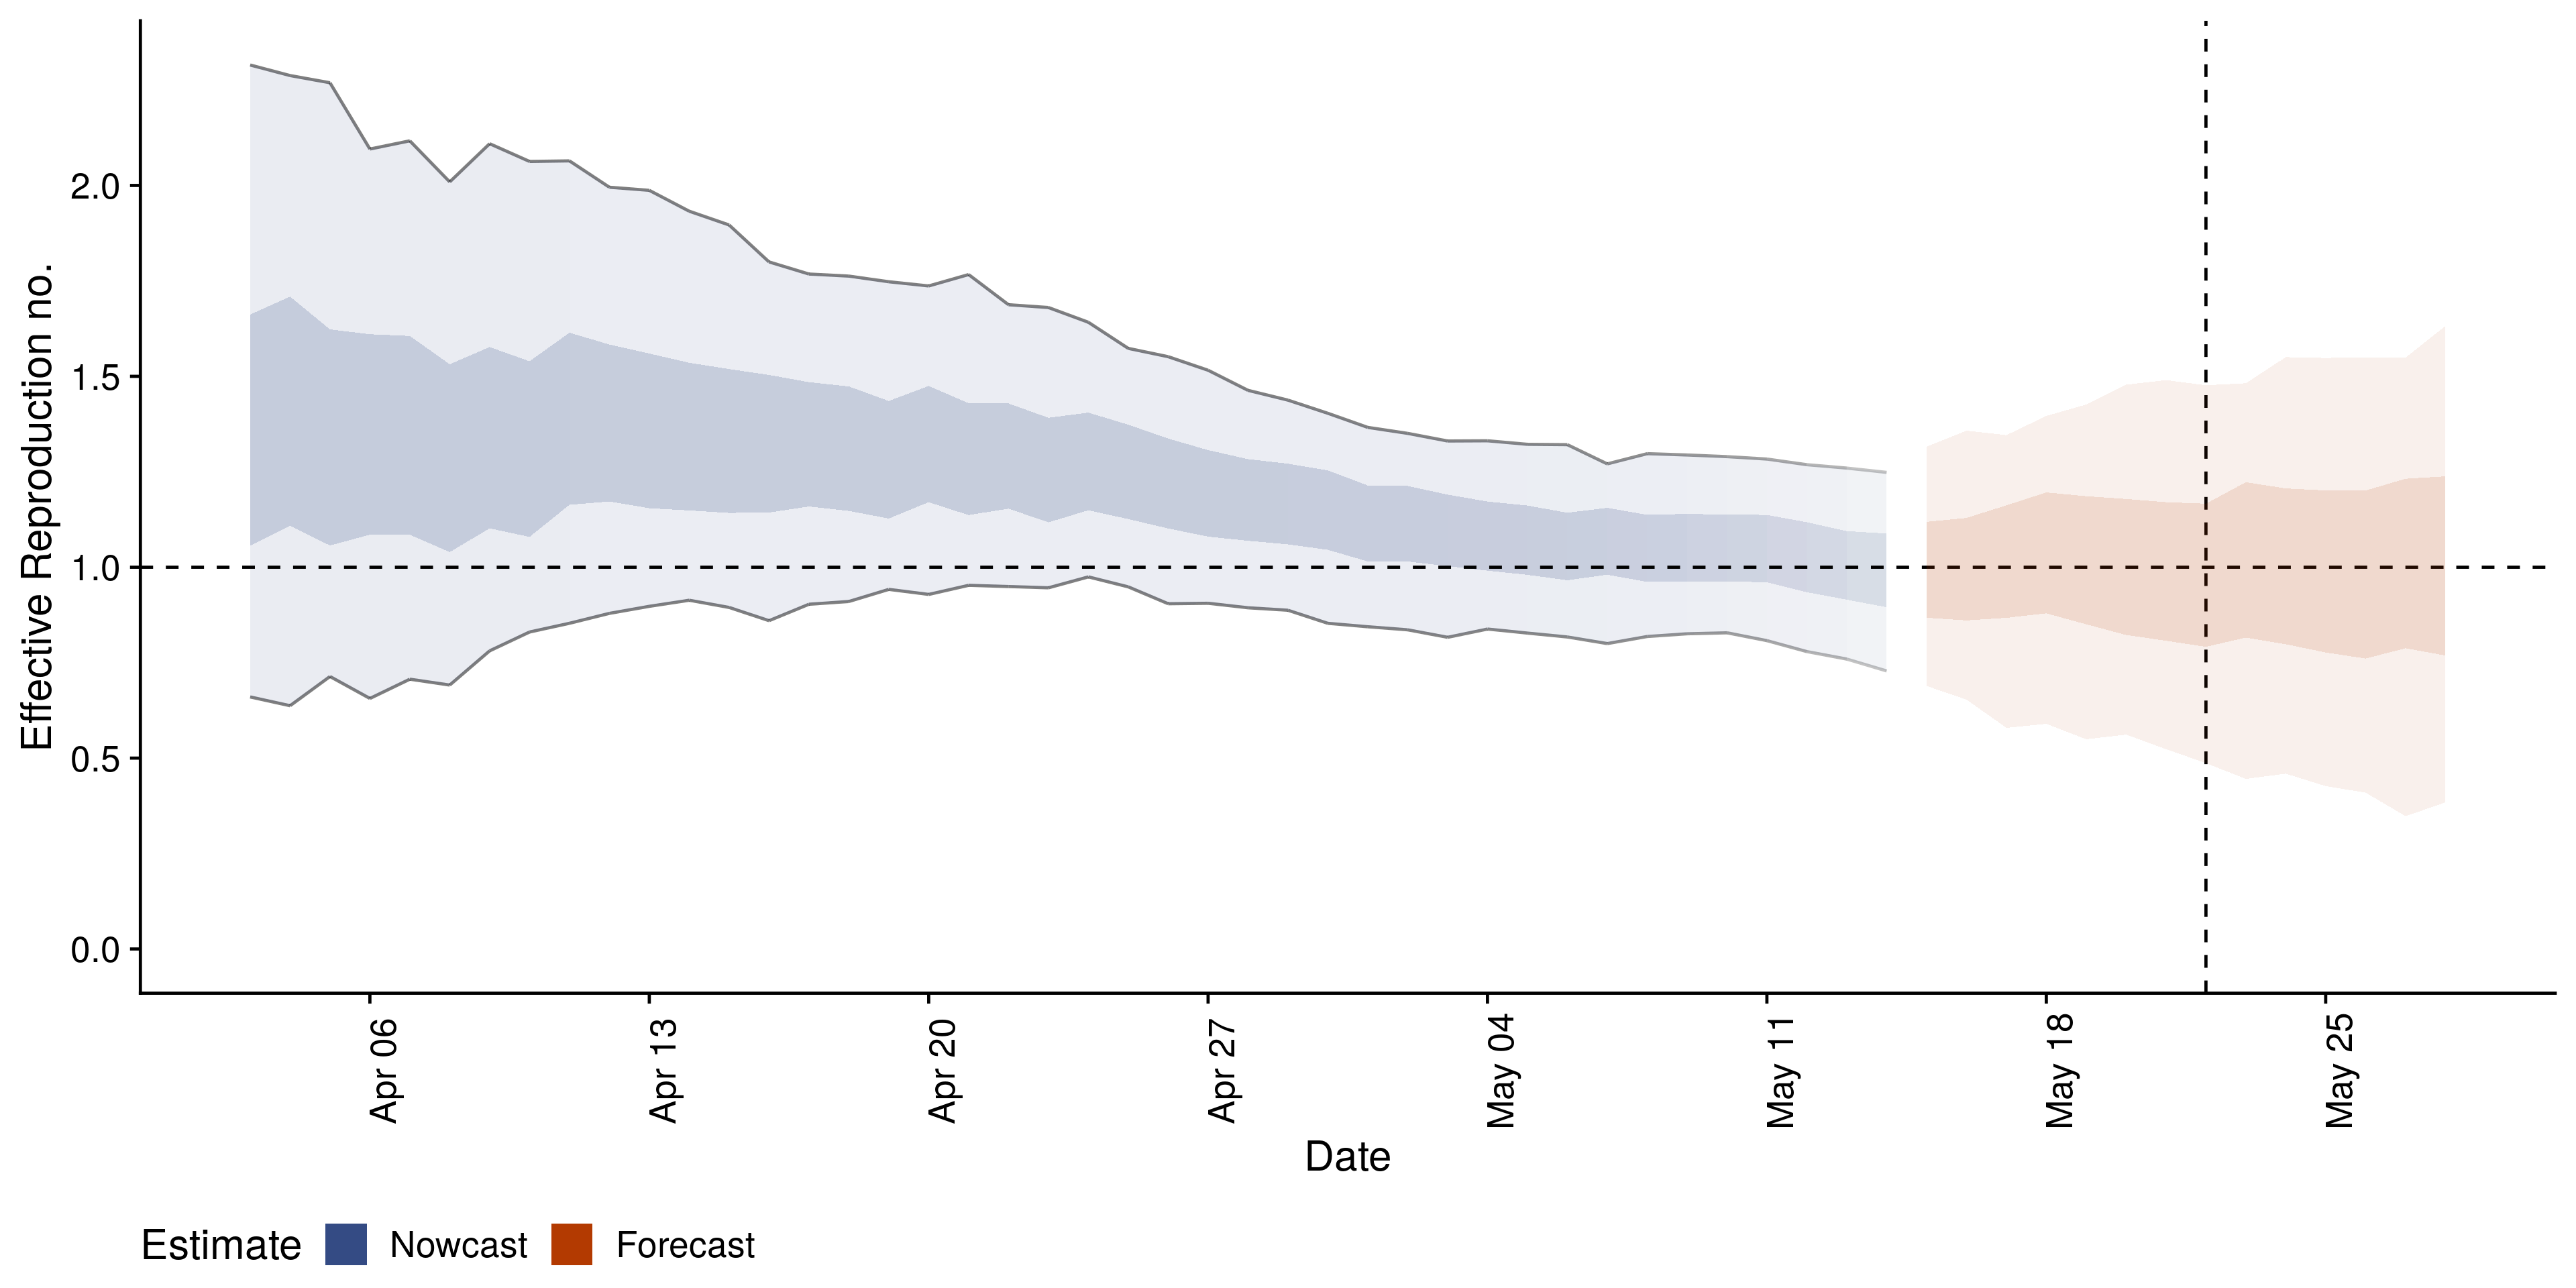 Effective Reproduction no.
2.0
1.5
1.0
0.5
0.0
Apr 06
Apr 13
Apr 20
Apr 27
May 04
May 11
May 18
May 25
Date
Estimate Nowcast Forecast